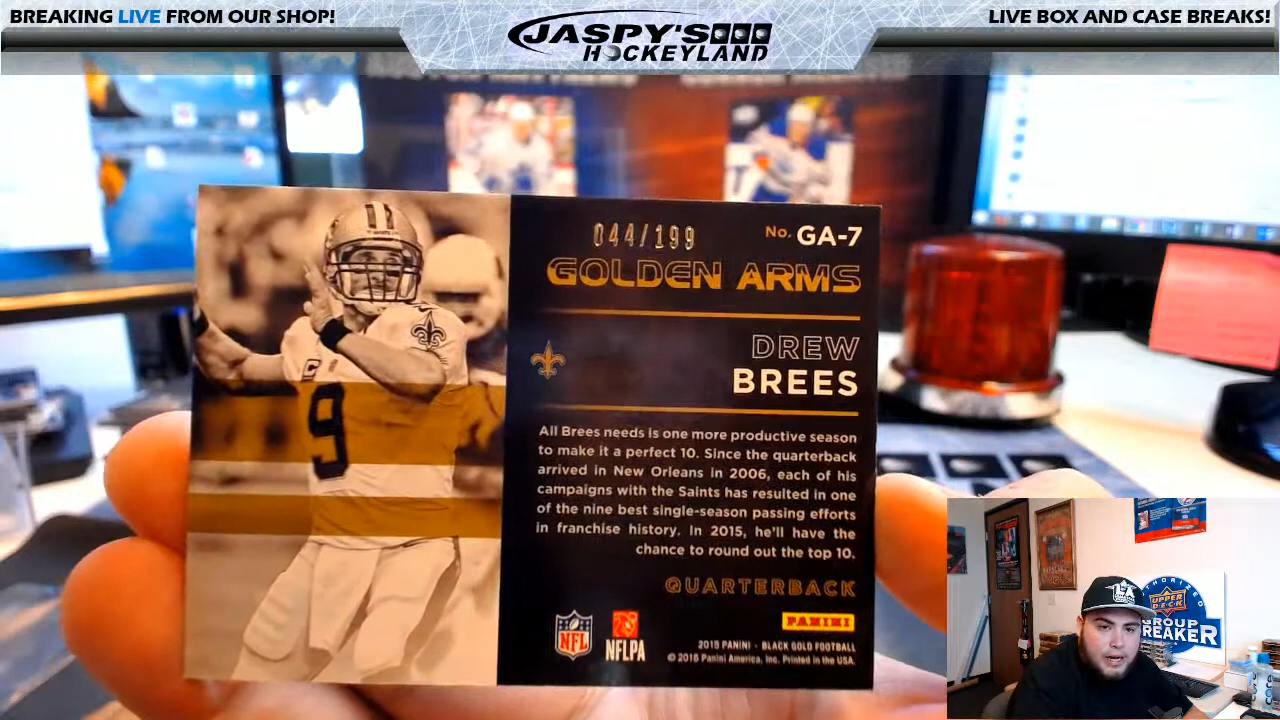 BREAKING LIVE FROM OUR SHOP!
JASPY'S
HOCKEYLAND
LIVE BOX AND CASE BREAKS!
044/199
No. GA-7
GOLDEN ARMS
DREW
BREES
All Brees needs is one more productive season
to make it a perfect 10. Since the quarterback
arrived in New Orleans in 2006, each of his
campaigns with the Saints has resulted in one
of the nine best single-season passing efforts
in franchise history. In 2015, he'll have the
chance to round out the top 10.
QUARTERBACK
NFL
NFLPA
PANINI
2015 PANINI - BLACK GOLD FOOTBALL
© 2016 Panini America, Inc. Printed in the USA.
9
C
UPPER
DECK
GROUP
BREAKER